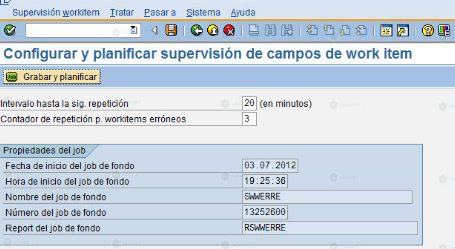 Supervisión workitem Tratar Pasar a Sistema Ayuda
Configurar y planificar supervisión de campos de work item
Grabar y planificar
Intervalo hasta la sig. repetición 20 (en minutos)
Contador de repetición p. workitems erróneos 3
Propiedades del job
Fecha de inicio del job de fondo 03.07.2012
Hora de inicio del job de fondo 19:25:36
Nombre del job de fondo SWWERRE
Número del job de fondo 13252600
Report del job de fondo RSWWERRE